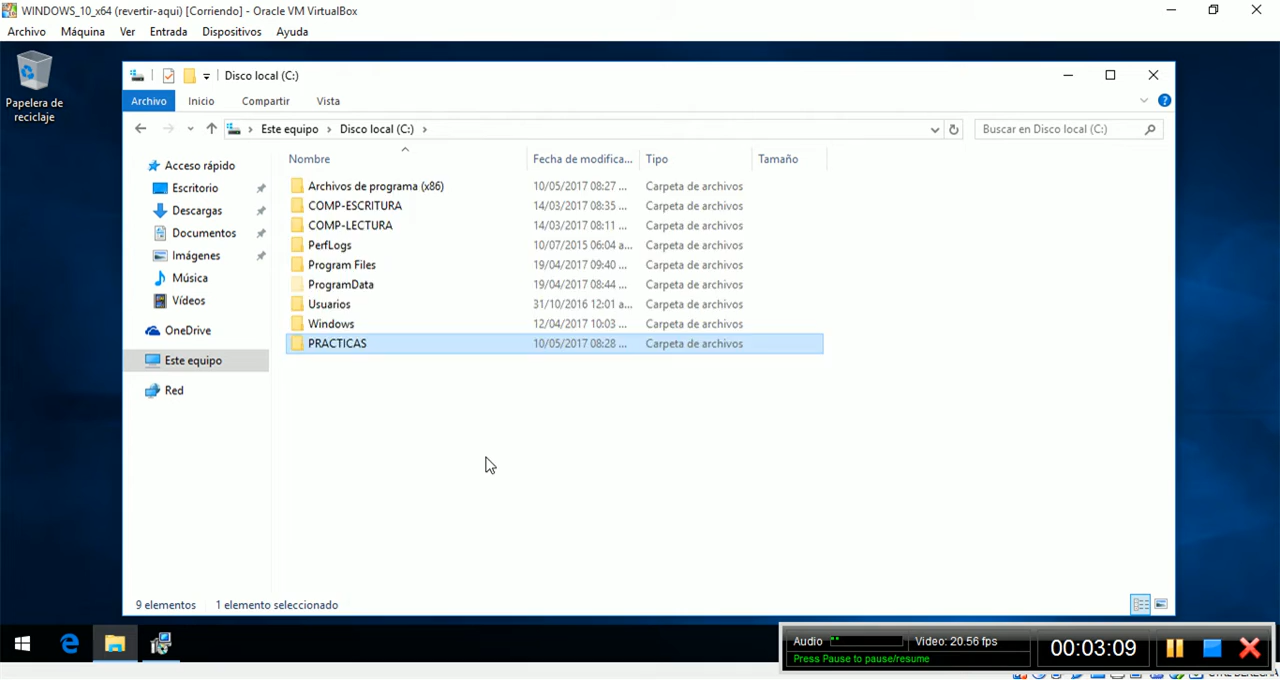 WINDOWS_10_x64 (revertir-aqui) [Corriendo] - Oracle VM VirtualBox
Archivo Máquina Ver Entrada Dispositivos Ayuda
Papelera de reciclaje
Disco local (C:)
Archivo Inicio Compartir Vista
Este equipo > Disco local (C:) >
Buscar en Disco local (C:)
Acceso rápido
Escritorio
Descargas
Documentos
Imágenes
Música
Vídeos
OneDrive
Este equipo
Red
Nombre Fecha de modifica... Tipo Tamaño
Archivos de programa (x86) 10/05/2017 08:27 ... Carpeta de archivos
COMP-ESCRITURA 14/03/2017 08:35 ... Carpeta de archivos
COMP-LECTURA 14/03/2017 08:11 ... Carpeta de archivos
PerfLogs 10/07/2015 06:04 a... Carpeta de archivos
Program Files 19/04/2017 09:40 ... Carpeta de archivos
ProgramData 19/04/2017 08:44 ... Carpeta de archivos
Usuarios 31/10/2016 12:01 a... Carpeta de archivos
Windows 12/04/2017 10:03 ... Carpeta de archivos
PRACTICAS 10/05/2017 08:28 ... Carpeta de archivos
9 elementos 1 elemento seleccionado
Audio Video: 20.56 fps
Press Pause to pause/resume
00:03:09